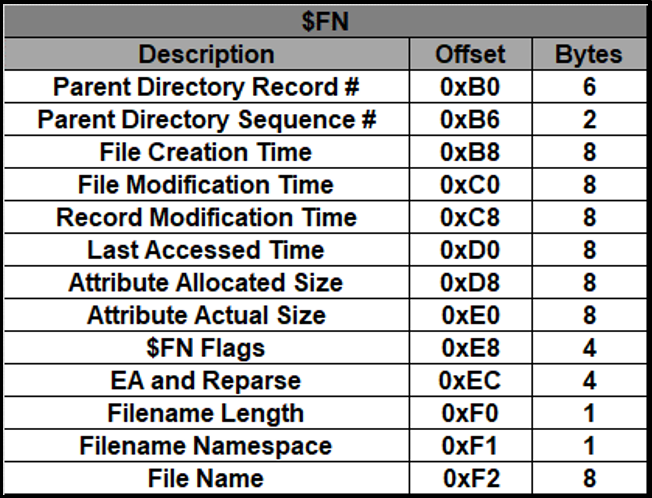 $FN
Description Offset Bytes
Parent Directory Record # 0xB0 6
Parent Directory Sequence # 0xB6 2
File Creation Time 0xB8 8
File Modification Time 0xC0 8
Record Modification Time 0xC8 8
Last Accessed Time 0xD0 8
Attribute Allocated Size 0xD8 8
Attribute Actual Size 0xE0 8
$FN Flags 0xE8 4
EA and Reparse 0xEC 4
Filename Length 0xF0 1
Filename Namespace 0xF1 1
File Name 0xF2 8